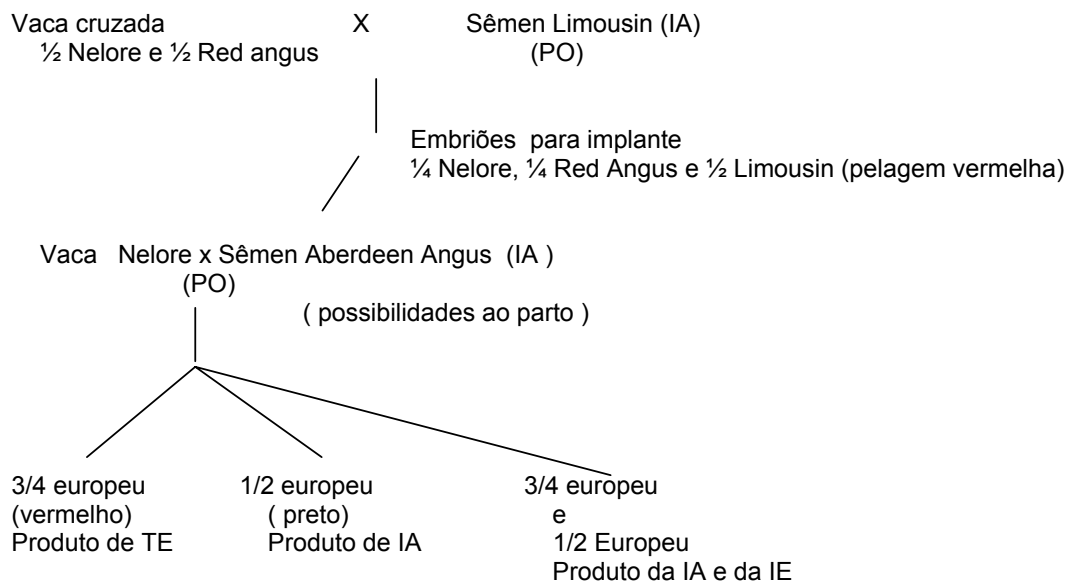 Vaca cruzada X Sêmen Limousin (IA)
½ Nelore e ½ Red angus (PO)
Embriões para implante
¼ Nelore, ¼ Red Angus e ½ Limousin (pelagem vermelha)
Vaca Nelore x Sêmen Aberdeen Angus (IA )
(PO)
( possibilidades ao parto )
3/4 europeu
(vermelho)
Produto de TE
1/2 europeu
( preto)
Produto de IA
3/4 europeu
e
1/2 Europeu
Produto da IA e da IE